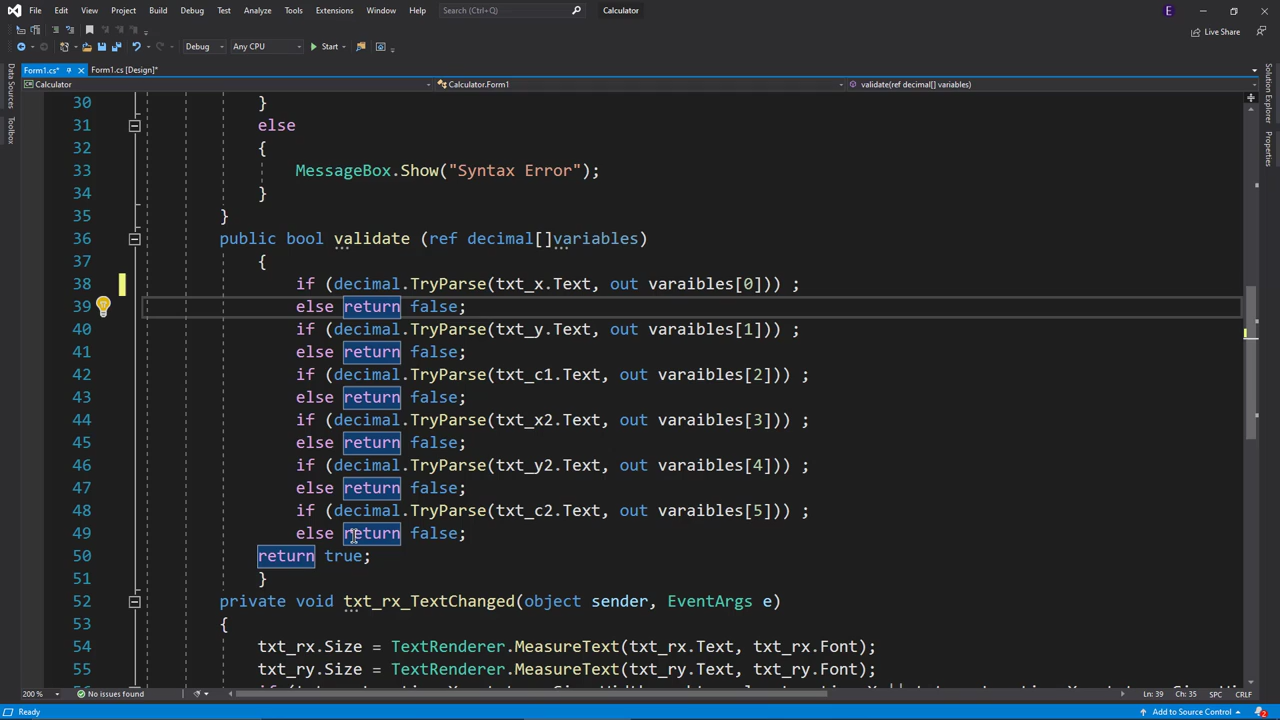 File Edit View Project Build Debug Test Analyze Tools Extensions Window Help Search (Ctrl+Q) Calculator E
Live Share
Debug Any CPU Start
Form1.cs* Form1.cs [Design]*
Calculator Calculator.Form1 validate(ref decimal[] variables)
Data Sources
Toolbox
Solution Explorer
Properties
30 }
31 else
32 {
33 MessageBox.Show("Syntax Error");
34 }
35 }
36 public bool validate (ref decimal[]variables)
37 {
38 if (decimal.TryParse(txt_x.Text, out varaibles[0])) ;
39 else return false;
40 if (decimal.TryParse(txt_y.Text, out varaibles[1])) ;
41 else return false;
42 if (decimal.TryParse(txt_c1.Text, out varaibles[2])) ;
43 else return false;
44 if (decimal.TryParse(txt_x2.Text, out varaibles[3])) ;
45 else return false;
46 if (decimal.TryParse(txt_y2.Text, out varaibles[4])) ;
47 else return false;
48 if (decimal.TryParse(txt_c2.Text, out varaibles[5])) ;
49 else return false;
50 return true;
51 }
52 private void txt_rx_TextChanged(object sender, EventArgs e)
53 {
54 txt_rx.Size = TextRenderer.MeasureText(txt_rx.Text, txt_rx.Font);
55 txt_ry.Size = TextRenderer.MeasureText(txt_ry.Text, txt_ry.Font);
200 % No issues found Ln: 39 Ch: 35 SPC CRLF
Ready Add to Source Control 2